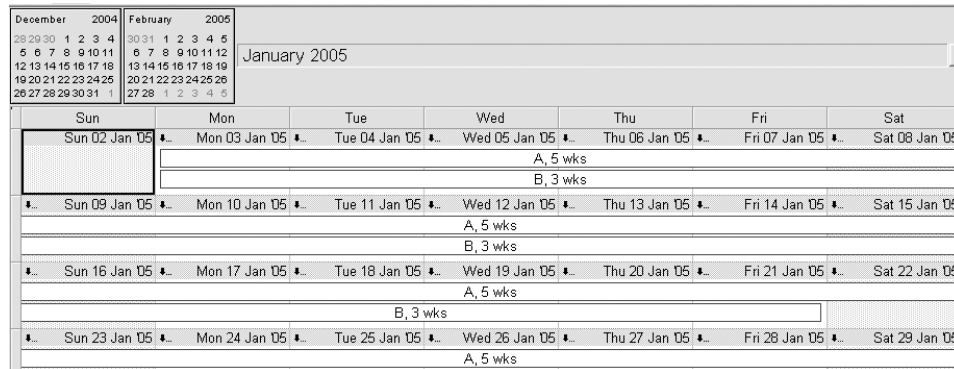 December 2004 February 2005
28 29 30 1 2 3 4 30 31 1 2 3 4 5
5 6 7 8 9 10 11 6 7 8 9 10 11 12
January 2005
12 13 14 15 16 17 18 13 14 15 16 17 18 19
19 20 21 22 23 24 25 20 21 22 23 24 25 26
26 27 28 29 30 31 1 27 28 1 2 3 4 5
Sun Mon Tue Wed Thu Fri Sat
Sun 02 Jan '05 Mon 03 Jan '05 Tue 04 Jan '05 Wed 05 Jan '05 Thu 06 Jan '05 Fri 07 Jan '05 Sat 08 Jan '05
A, 5 wks
B, 3 wks
Sun 09 Jan '05 Mon 10 Jan '05 Tue 11 Jan '05 Wed 12 Jan '05 Thu 13 Jan '05 Fri 14 Jan '05 Sat 15 Jan '05
A, 5 wks
B, 3 wks
Sun 16 Jan '05 Mon 17 Jan '05 Tue 18 Jan '05 Wed 19 Jan '05 Thu 20 Jan '05 Fri 21 Jan '05 Sat 22 Jan '05
A, 5 wks
B, 3 wks
Sun 23 Jan '05 Mon 24 Jan '05 Tue 25 Jan '05 Wed 26 Jan '05 Thu 27 Jan '05 Fri 28 Jan '05 Sat 29 Jan '05
A, 5 wks